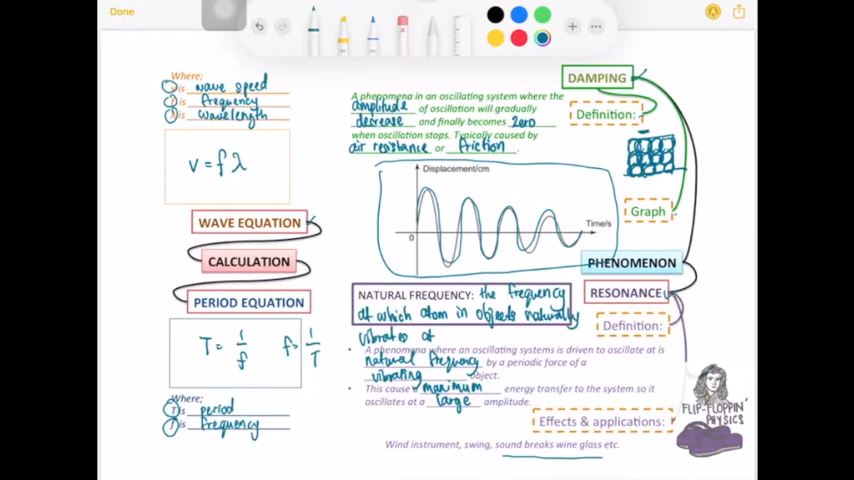 Done
Where;
v is wave speed
f is frequency
λ is wavelength
v = f λ
WAVE EQUATION
CALCULATION
PERIOD EQUATION
T = 1/f f = 1/T
Where;
T is period
f is frequency
DAMPING
A phenomena in an oscillating system where the
amplitude of oscillation will gradually
decrease and finally becomes zero
when oscillation stops. Typically caused by
air resistance or friction.
Definition:
Displacement/cm
Time/s
0
Graph
PHENOMENON
RESONANCE
NATURAL FREQUENCY: the frequency
at which atom in objects naturally
vibrates at
Definition:
• A phenomena where an oscillating systems is driven to oscillate at is
natural frequency by a periodic force of a
vibrating object.
• This cause a maximum energy transfer to the system so it
oscillates at a large amplitude.
Effects & applications:
Wind instrument, swing, sound breaks wine glass etc.
FLIP-FLOPPIN'
PHYSICS